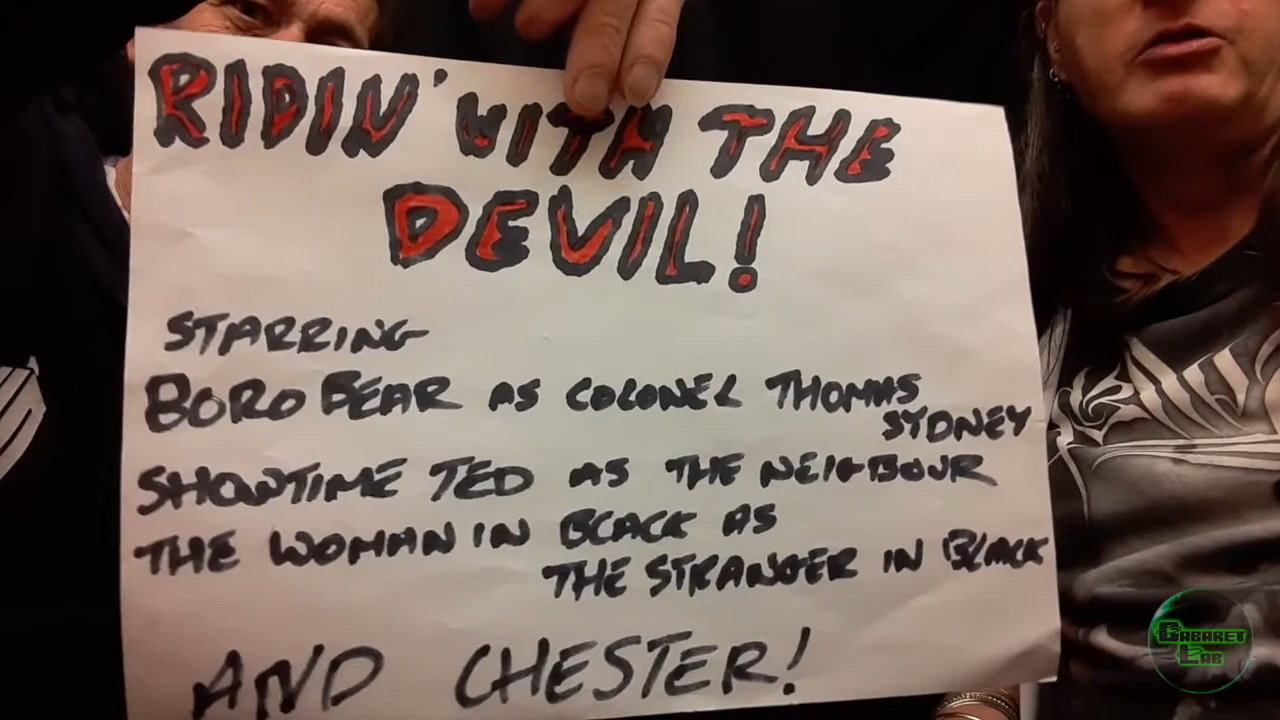 RIDIN' WITH THE
DEVIL!
STARRING
BORO BEAR AS COLONEL THOMAS
SYDNEY
SHOWTIME TED AS THE NEIGHBOUR
THE WOMAN IN BLACK AS
THE STRANGER IN BLACK
AND CHESTER!
CABARET
LAB